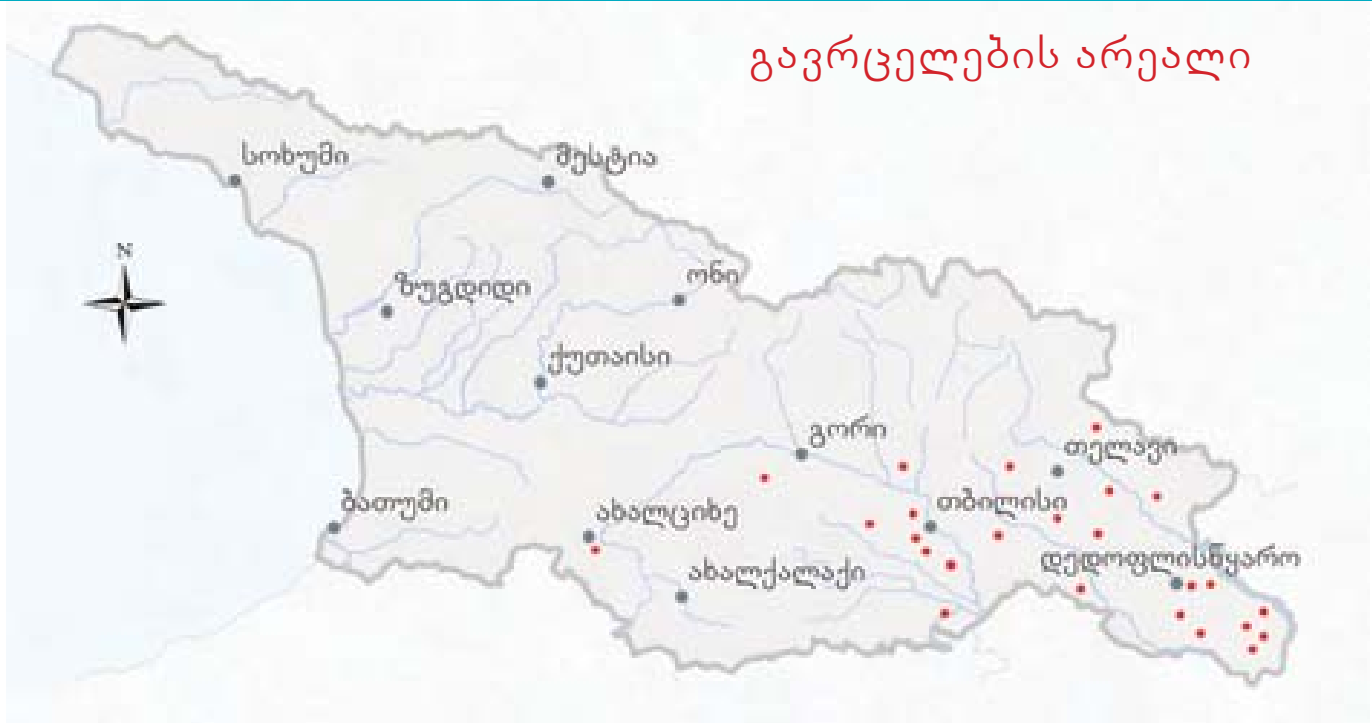 გავრცელების არეალი
სოხუმი
მესტია
N
ონი
ზუგდიდი
ქუთაისი
გორი
თელავი
ბათუმი
ახალციხე
თბილისი
ახალქალაქი
დედოფლისწყარო